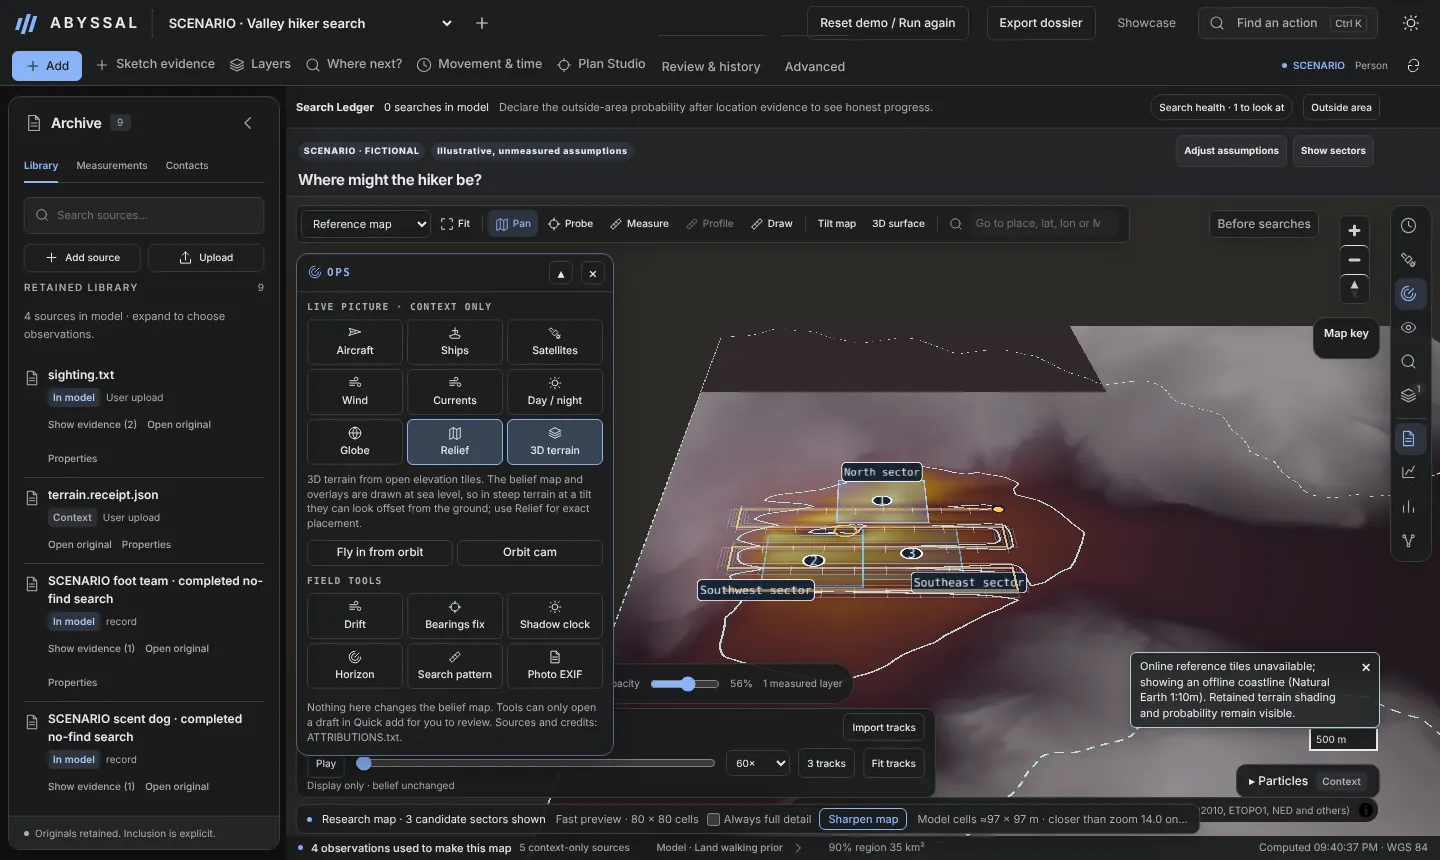 ABYSSAL
SCENARIO · Valley hiker search
Reset demo / Run again
Export dossier
Showcase
Find an action
Ctrl K
Add
Sketch evidence
Layers
Where next?
Movement & time
Plan Studio
Review & history
Advanced
SCENARIO
Person
Archive
9
Library
Measurements
Contacts
Search sources...
Add source
Upload
RETAINED LIBRARY
9
4 sources in model · expand to choose
observations.
sighting.txt
In model User upload
Show evidence (2) Open original
Properties
terrain.receipt.json
Context User upload
Open original Properties
SCENARIO foot team · completed no-
find search
In model record
Show evidence (1) Open original
Properties
SCENARIO scent dog · completed
no-find search
In model record
Show evidence (1) Open original
Originals retained. Inclusion is explicit.
Search Ledger 0 searches in model Declare the outside-area probability after location evidence to see honest progress.
Search health · 1 to look at
Outside area
SCENARIO · FICTIONAL
Illustrative, unmeasured assumptions
Adjust assumptions
Show sectors
Where might the hiker be?
Reference map
Fit
Pan
Probe
Measure
Profile
Draw
Tilt map
3D surface
Go to place, lat, lon or M
Before searches
Map key
OPS
LIVE PICTURE · CONTEXT ONLY
Aircraft
Ships
Satellites
Wind
Currents
Day / night
Globe
Relief
3D terrain
3D terrain from open elevation tiles. The belief map and
overlays are drawn at sea level, so in steep terrain at a tilt
they can look offset from the ground; use Relief for exact
placement.
Fly in from orbit
Orbit cam
FIELD TOOLS
Drift
Bearings fix
Shadow clock
Horizon
Search pattern
Photo EXIF
Nothing here changes the belief map. Tools can only open
a draft in Quick add for you to review. Sources and credits:
ATTRIBUTIONS.txt.
North sector
1
2
3
Southwest sector
Southeast sector
1
56%
1 measured layer
Import tracks
Play
60×
3 tracks
Fit tracks
Display only · belief unchanged
Online reference tiles unavailable;
showing an offline coastline (Natural
Earth 1:10m). Retained terrain shading
and probability remain visible.
500 m
Particles
Context
2010, ETOPO1, NED and others)
Research map · 3 candidate sectors shown
Fast preview · 80 × 80 cells
Always full detail
Sharpen map
Model cells ≈97 × 97 m · closer than zoom 14.0 on...
4 observations used to make this map
5 context-only sources
Model · Land walking prior
90% region 35 km²
Computed 09:40:37 PM · WGS 84